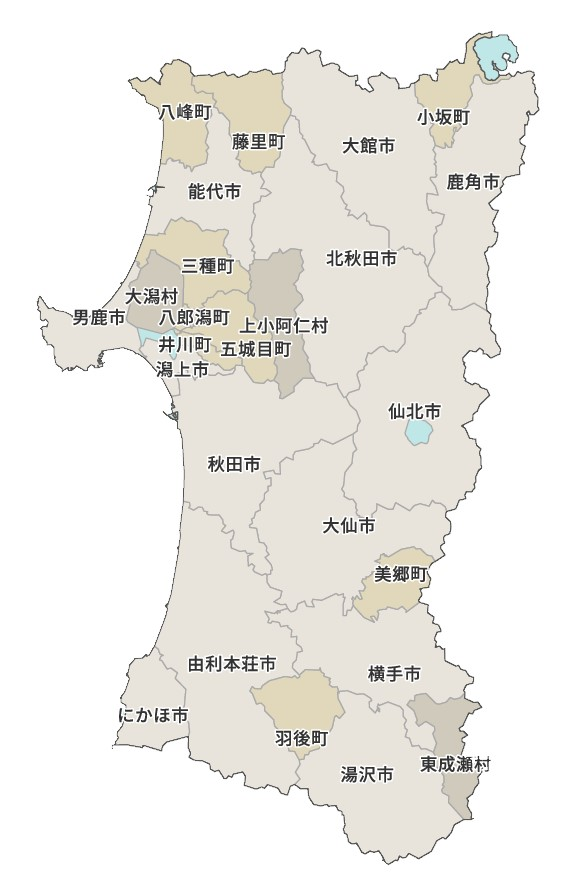 八峰町
小坂町
藤里町
大館市
鹿角市
能代市
北秋田市
三種町
大潟村
男鹿市
八郎潟町
上小阿仁村
井川町
五城目町
潟上市
仙北市
秋田市
大仙市
美郷町
由利本荘市
横手市
にかほ市
羽後町
東成瀬村
湯沢市